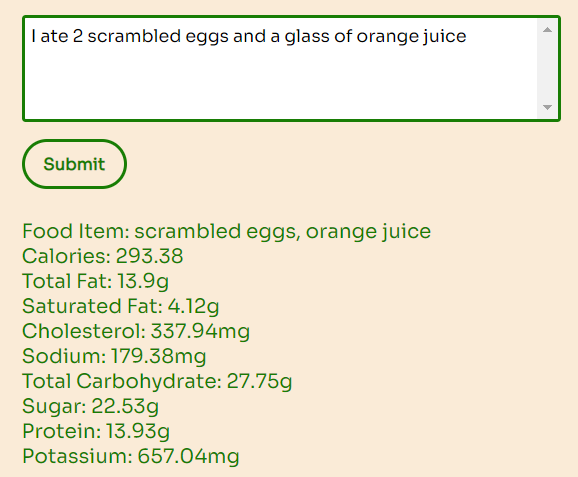 I ate 2 scrambled eggs and a glass of orange juice
Submit
Food Item: scrambled eggs, orange juice
Calories: 293.38
Total Fat: 13.9g
Saturated Fat: 4.12g
Cholesterol: 337.94mg
Sodium: 179.38mg
Total Carbohydrate: 27.75g
Sugar: 22.53g
Protein: 13.93g
Potassium: 657.04mg